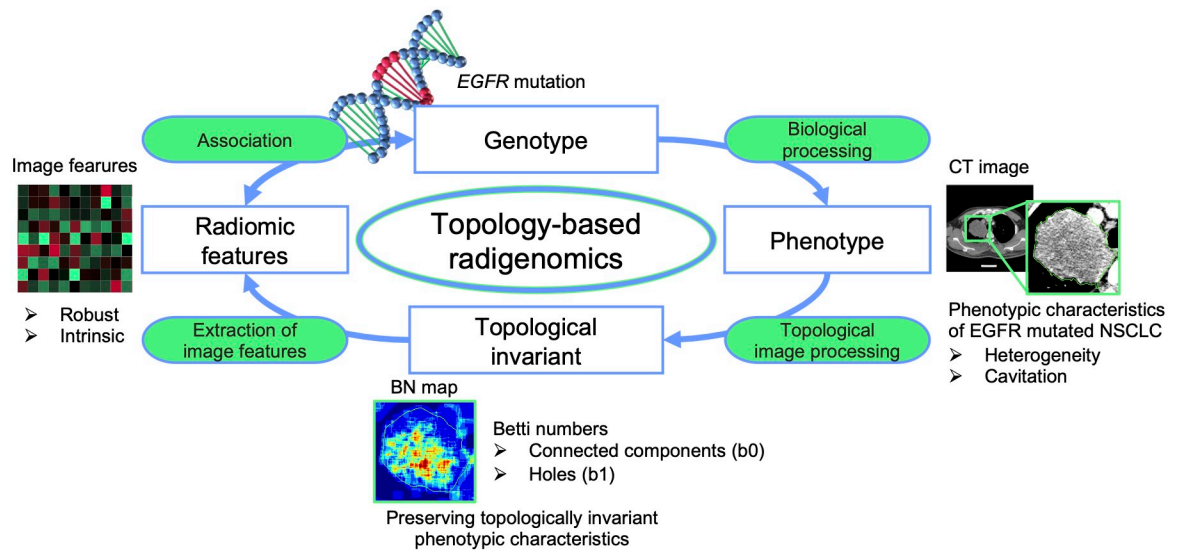 EGFR mutation
Association
Genotype
Biological
processing
Image fearures
CT image
Radiomic
features
Topology-based
radigenomics
Phenotype
➢ Robust
➢ Intrinsic
Phenotypic characteristics
of EGFR mutated NSCLC
➢ Heterogeneity
➢ Cavitation
Extraction of
image features
Topological
invariant
Topological
image processing
BN map
Betti numbers
➢ Connected components (b0)
➢ Holes (b1)
Preserving topologically invariant
phenotypic characteristics